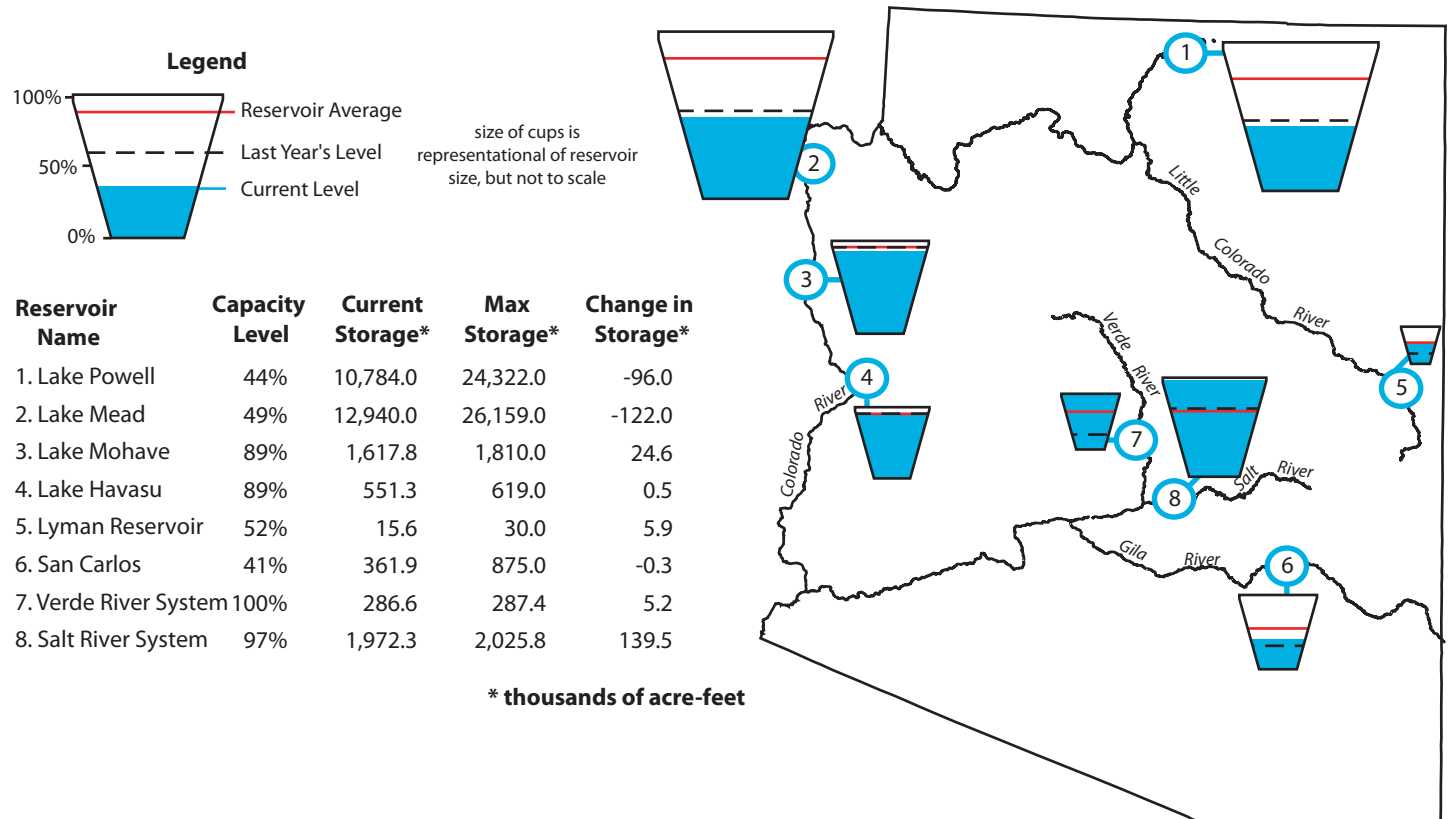 Legend
100%
50%
0%
Reservoir Average
Last Year's Level
Current Level
size of cups is
representational of reservoir
size, but not to scale
Reservoir Name Capacity Level Current Storage* Max Storage* Change in Storage*
1. Lake Powell 44% 10,784.0 24,322.0 -96.0
2. Lake Mead 49% 12,940.0 26,159.0 -122.0
3. Lake Mohave 89% 1,617.8 1,810.0 24.6
4. Lake Havasu 89% 551.3 619.0 0.5
5. Lyman Reservoir 52% 15.6 30.0 5.9
6. San Carlos 41% 361.9 875.0 -0.3
7. Verde River System 100% 286.6 287.4 5.2
8. Salt River System 97% 1,972.3 2,025.8 139.5
* thousands of acre-feet
1
2
3
4
5
6
7
8
Little Colorado River
Verde River
Salt River
Gila River
Colorado River